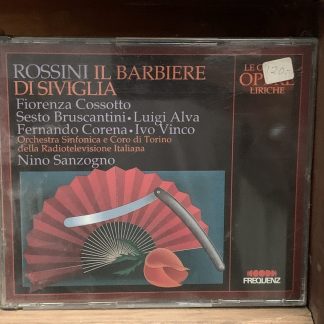 ROSSINI IL BARBIERE
DI SIVIGLIA
Fiorenza Cossotto
Sesto Bruscantini • Luigi Alva
Fernando Corena • Ivo Vinco
Orchestra Sinfonica e Coro di Torino
della Radiotelevisione Italiana
Nino Sanzogno
LE
LIRICHE
FREQUENZ